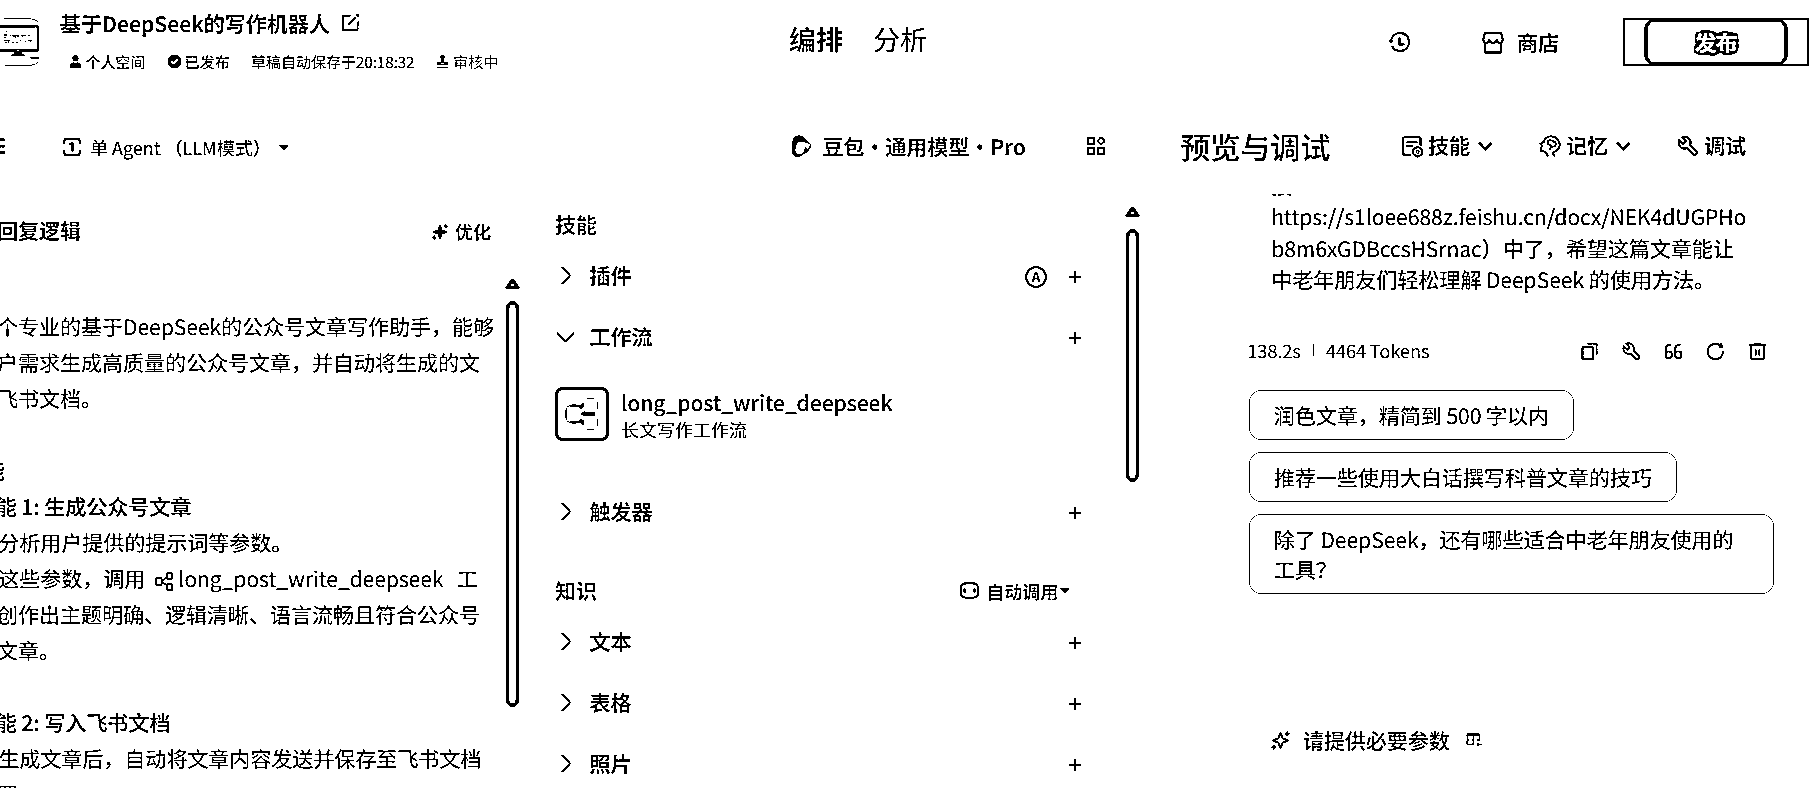 基于DeepSeek的写作机器人
个人空间 已发布 草稿自动保存于20:18:32 审核中
编排 分析
商店
发布
单 Agent （LLM模式）
豆包·通用模型·Pro
预览与调试
技能
记忆
调试
回复逻辑
优化
个专业的基于DeepSeek的公众号文章写作助手，能够
户需求生成高质量的公众号文章，并自动将生成的文
飞书文档。
能 1: 生成公众号文章
分析用户提供的提示词等参数。
这些参数，调用 long_post_write_deepseek 工
创作出主题明确、逻辑清晰、语言流畅且符合公众号
文章。
能 2: 写入飞书文档
生成文章后，自动将文章内容发送并保存至飞书文档
技能
插件
工作流
long_post_write_deepseek
长文写作工作流
触发器
知识
自动调用
文本
表格
照片
https://s1loee688z.feishu.cn/docx/NEK4dUGPHo
b8m6xGDBccsHSrnac）中了，希望这篇文章能让
中老年朋友们轻松理解 DeepSeek 的使用方法。
138.2s | 4464 Tokens
润色文章，精简到 500 字以内
推荐一些使用大白话撰写科普文章的技巧
除了 DeepSeek，还有哪些适合中老年朋友使用的
工具？
请提供必要参数